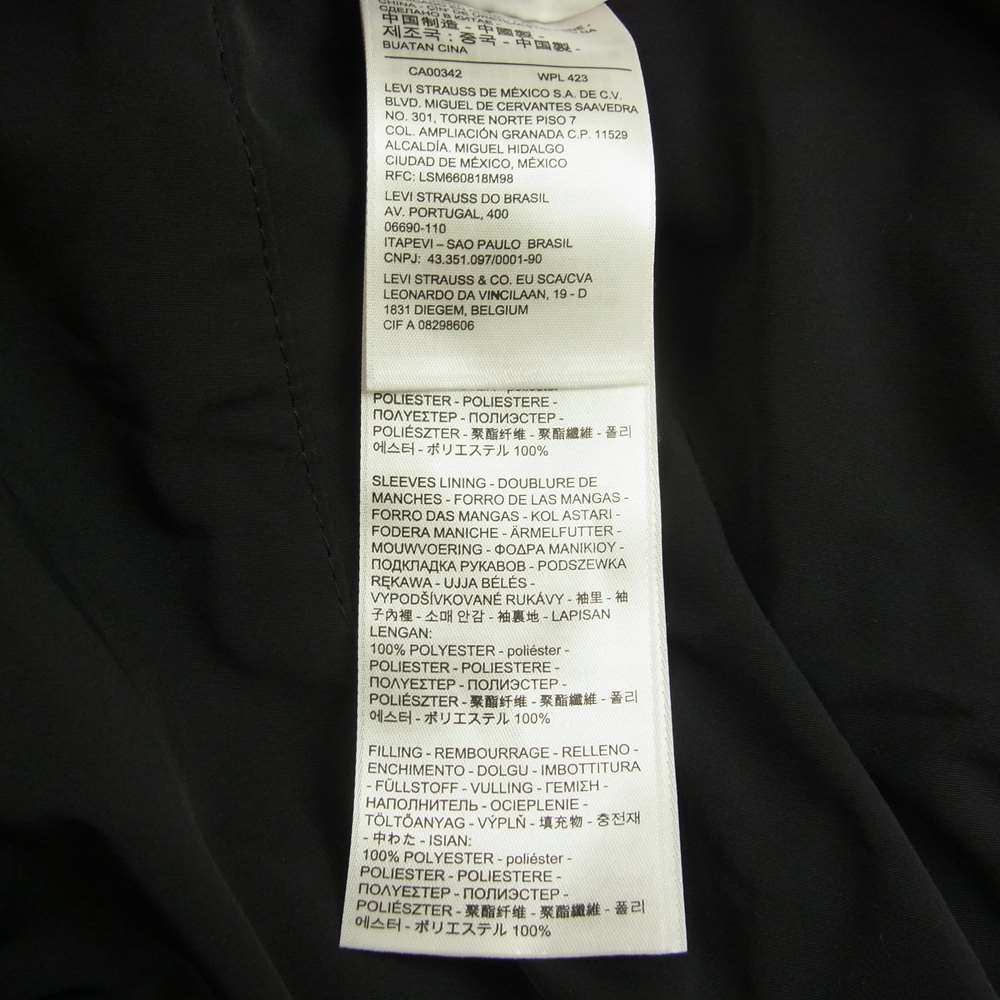 СДЕЛАНО В КИТАЕ
中国制造 - 中國製 -
제조국 : 중국 - 中国製 -
BUATAN CINA
CA00342 WPL 423
LEVI STRAUSS DE MÉXICO S.A. DE C.V.
BLVD. MIGUEL DE CERVANTES SAAVEDRA
NO. 301, TORRE NORTE PISO 7
COL. AMPLIACIÓN GRANADA C.P. 11529
ALCALDÍA. MIGUEL HIDALGO
CIUDAD DE MÉXICO, MÉXICO
RFC: LSM660818M98
LEVI STRAUSS DO BRASIL
AV. PORTUGAL, 400
06690-110
ITAPEVI – SAO PAULO BRASIL
CNPJ: 43.351.097/0001-90
LEVI STRAUSS & CO. EU SCA/CVA
LEONARDO DA VINCILAAN, 19 - D
1831 DIEGEM, BELGIUM
CIF A 08298606
POLIESTER - POLIESTERE -
ΠΟΛΥΕΣΤΕΡ - ПОЛИЭСТЕР -
POLIÉSZTER - 聚酯纤维 - 聚酯纖維 - 폴리
에스터 - ポリエステル 100%
SLEEVES LINING - DOUBLURE DE
MANCHES - FORRO DE LAS MANGAS -
FORRO DAS MANGAS - KOL ASTARI -
FODERA MANICHE - ÄRMELFUTTER -
MOUWVOERING - ΦΟΔΡΑ ΜΑΝΙΚΙΟΥ -
ПОДКЛАДКА РУКАВОВ - PODSZEWKA
RĘKAWA - UJJA BÉLÉS -
VYPODŠÍVKOVANÉ RUKÁVY - 袖里 - 袖
子內裡 - 소매 안감 - 袖裏地 - LAPISAN
LENGAN:
100% POLYESTER - poliéster -
POLIESTER - POLIESTERE -
ΠΟΛΥΕΣΤΕΡ - ПОЛИЭСТЕР -
POLIÉSZTER - 聚酯纤维 - 聚酯纖維 - 폴리
에스터 - ポリエステル 100%
FILLING - REMBOURRAGE - RELLENO -
ENCHIMENTO - DOLGU - IMBOTTITURA
- FÜLLSTOFF - VULLING - ΓΕΜΙΣΗ -
НАПОЛНИТЕЛЬ - OCIEPLENIE -
TÖLTŐANYAG - VÝPLŇ - 填充物 - 충전재
- 中わた - ISIAN:
100% POLYESTER - poliéster -
POLIESTER - POLIESTERE -
ΠΟΛΥΕΣΤΕΡ - ПОЛИЭСТЕР -
POLIÉSZTER - 聚酯纤维 - 聚酯纖維 - 폴리
에스터 - ポリエステル 100%